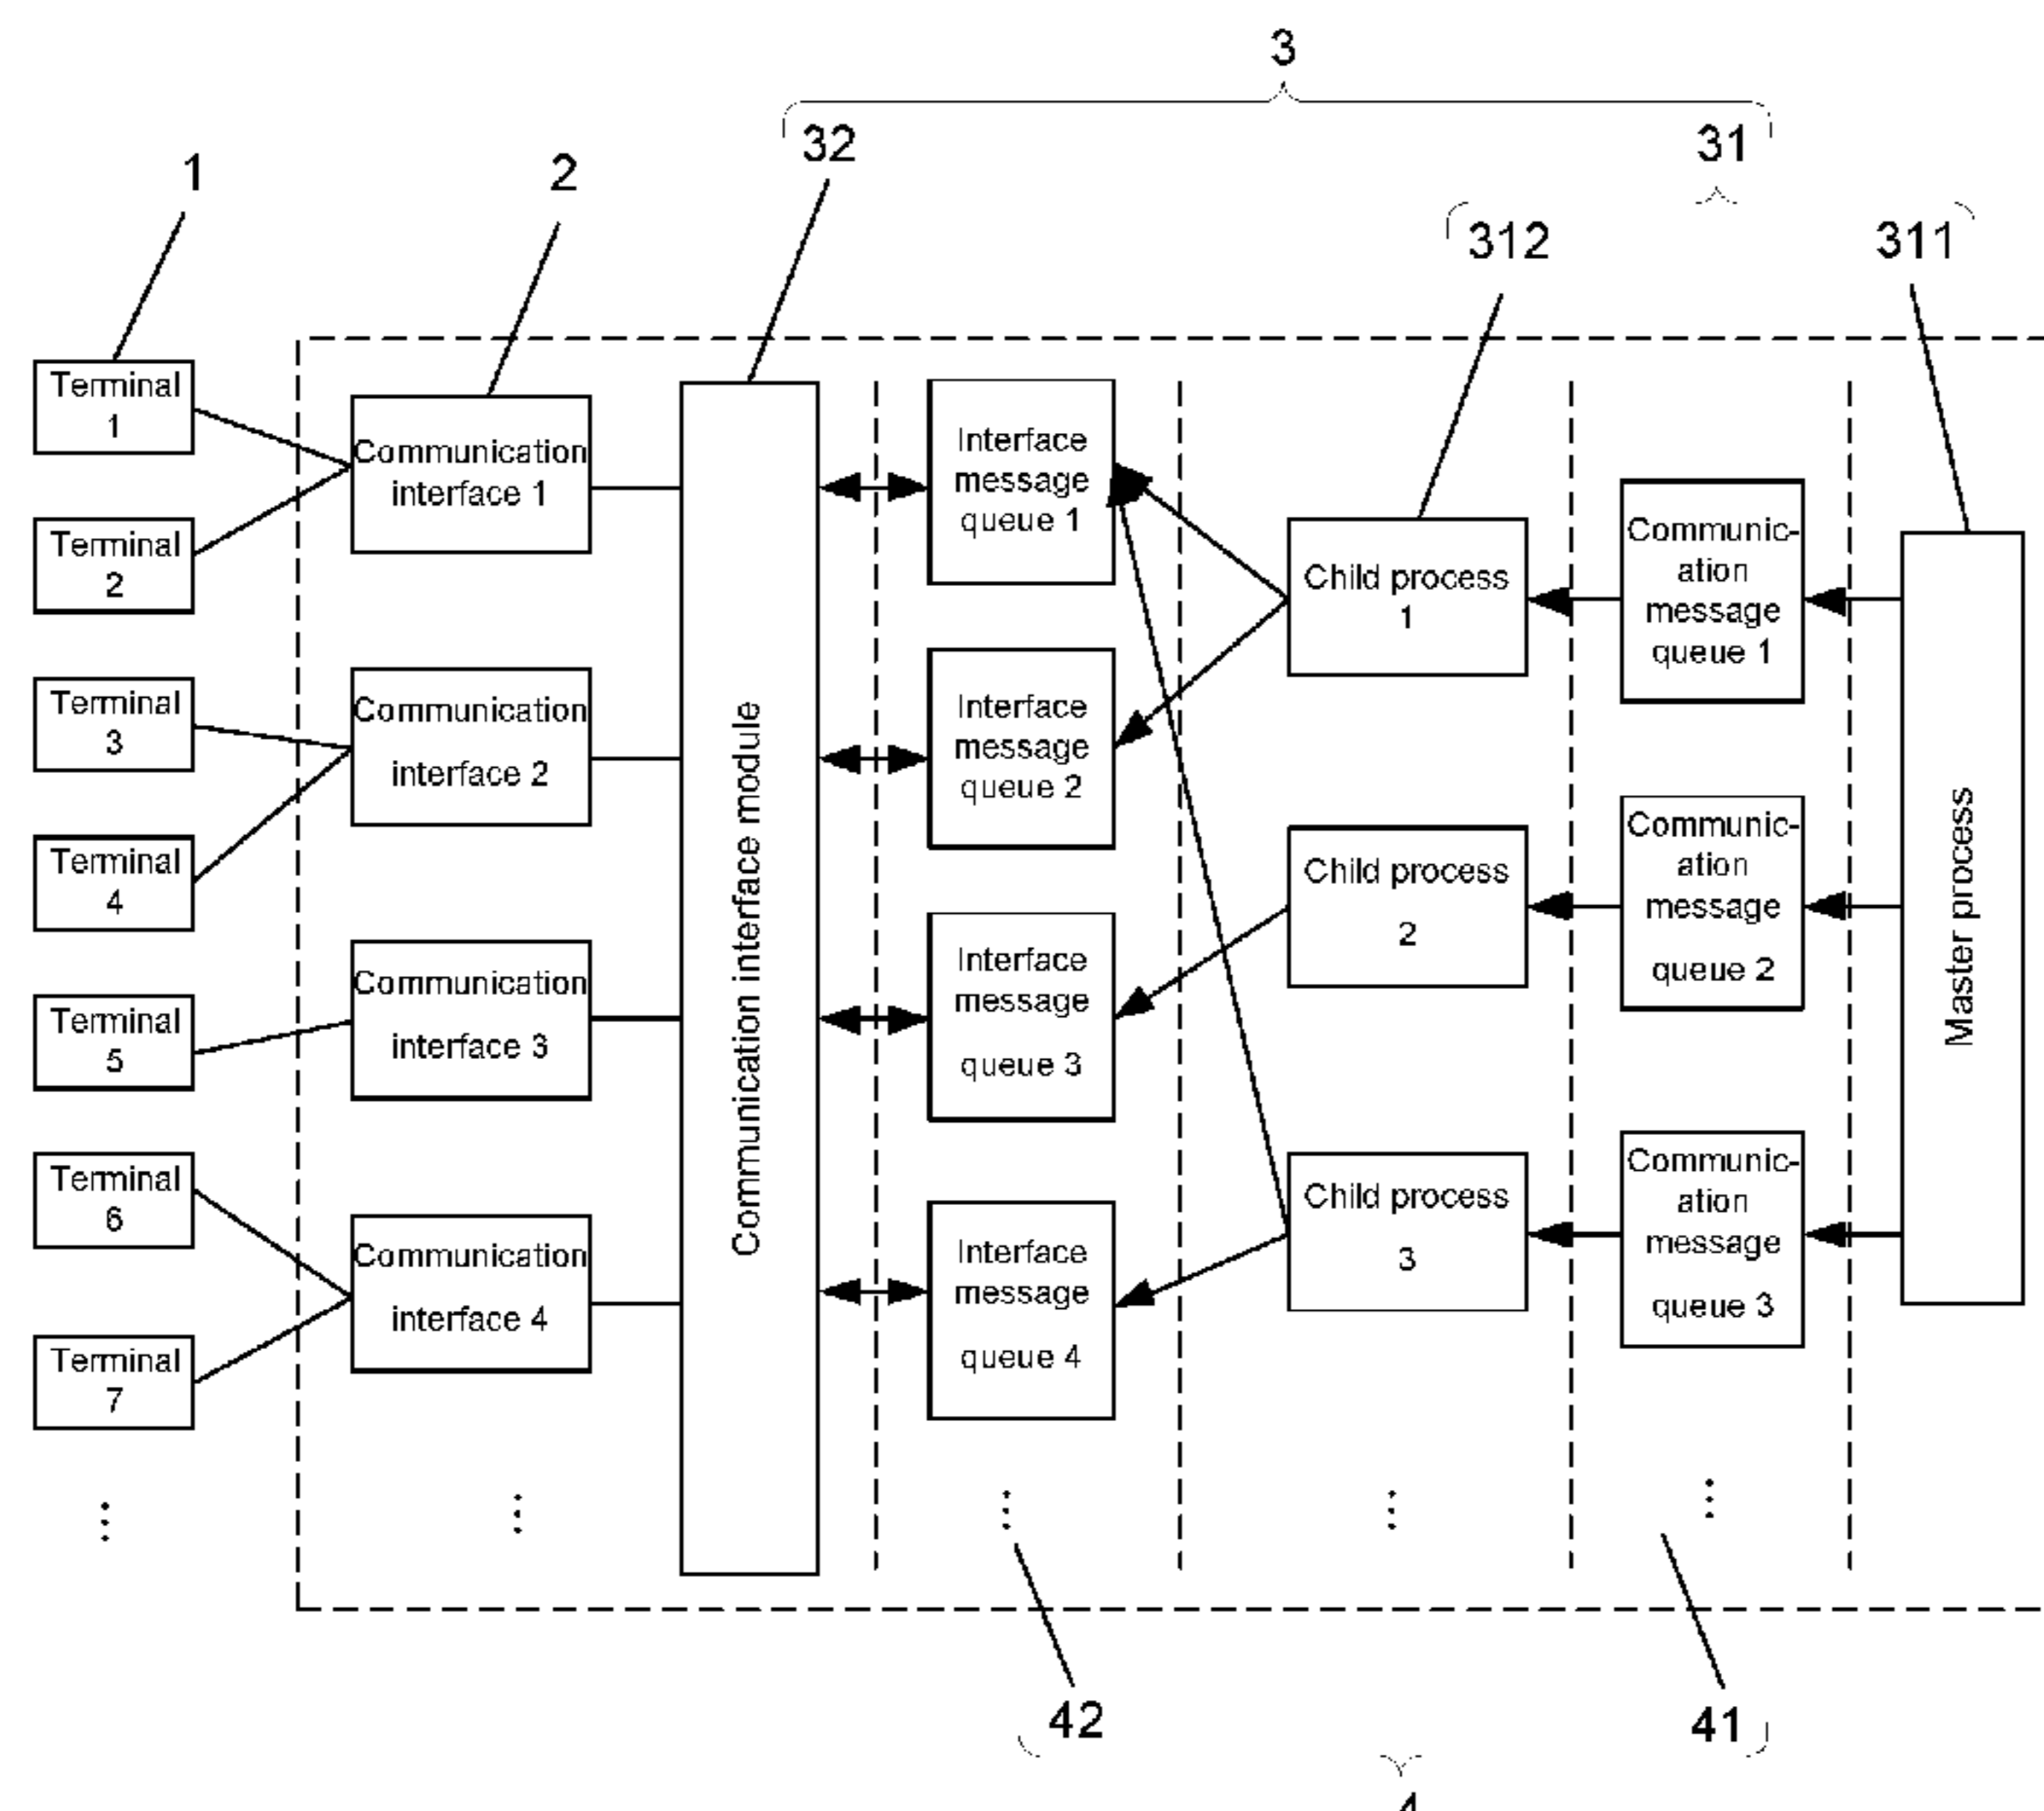 3
32
31
1
2
312
311
Terminal
1
Terminal
2
Terminal
3
Terminal
4
Terminal
5
Terminal
6
Terminal
7
Communication
interface 1
Communication
interface 2
Communication
interface 3
Communication
interface 4
Communication interface module
Interface
message
queue 1
Interface
message
queue 2
Interface
message
queue 3
Interface
message
queue 4
Child process
1
Child process
2
Child process
3
Communic-
ation
message
queue 1
Communic-
ation
message
queue 2
Communic-
ation
message
queue 3
Master process
42
41
4